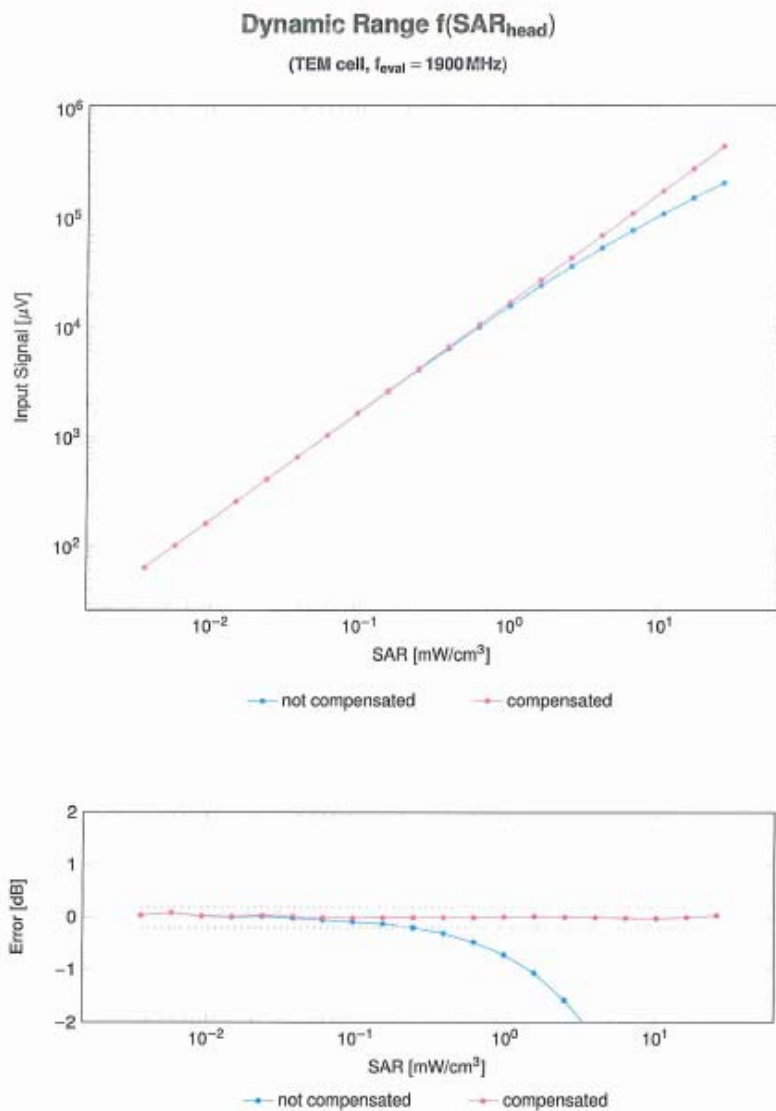 Dynamic Range f(SAR_head)
(TEM cell, f_eval = 1900 MHz)
10⁶
10⁵
10⁴
10³
10²
Input Signal [µV]
10⁻² 10⁻¹ 10⁰ 10¹
SAR [mW/cm³]
not compensated compensated
2
1
0
−1
−2
Error [dB]
10⁻² 10⁻¹ 10⁰ 10¹
SAR [mW/cm³]
not compensated compensated